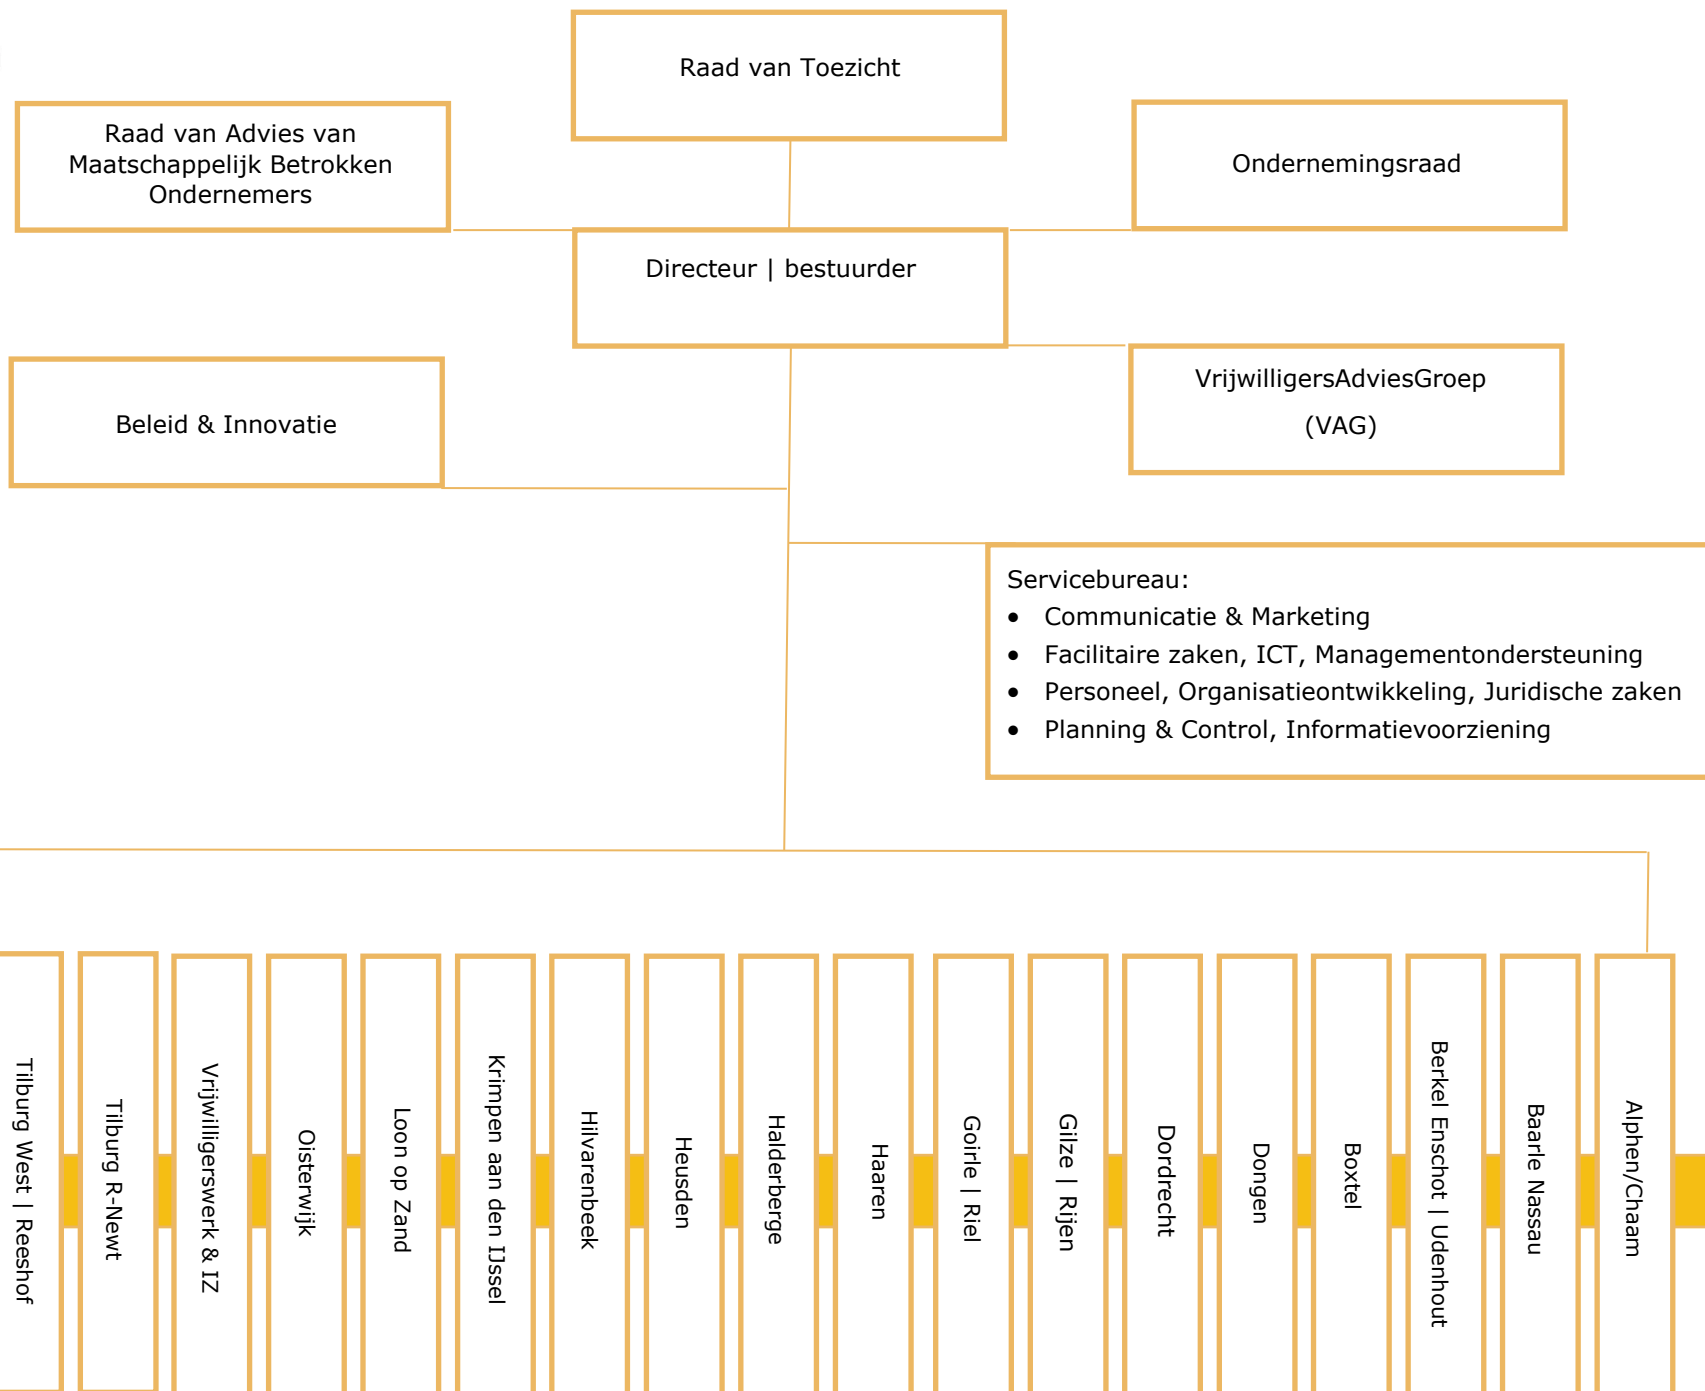 Raad van Toezicht
Raad van Advies van
Maatschappelijk Betrokken
Ondernemers
Ondernemingsraad
Directeur | bestuurder
Beleid & Innovatie
VrijwilligersAdviesGroep
(VAG)
Servicebureau:
• Communicatie & Marketing
• Facilitaire zaken, ICT, Managementondersteuning
• Personeel, Organisatieontwikkeling, Juridische zaken
• Planning & Control, Informatievoorziening
Tilburg West | Reeshof
Tilburg R-Newt
Vrijwilligerswerk & IZ
Oisterwijk
Loon op Zand
Krimpen aan den IJssel
Hilvarenbeek
Heusden
Halderberge
Haaren
Goirle | Riel
Gilze | Rijen
Dordrecht
Dongen
Boxtel
Berkel Enschot | Udenhout
Baarle Nassau
Alphen/Chaam